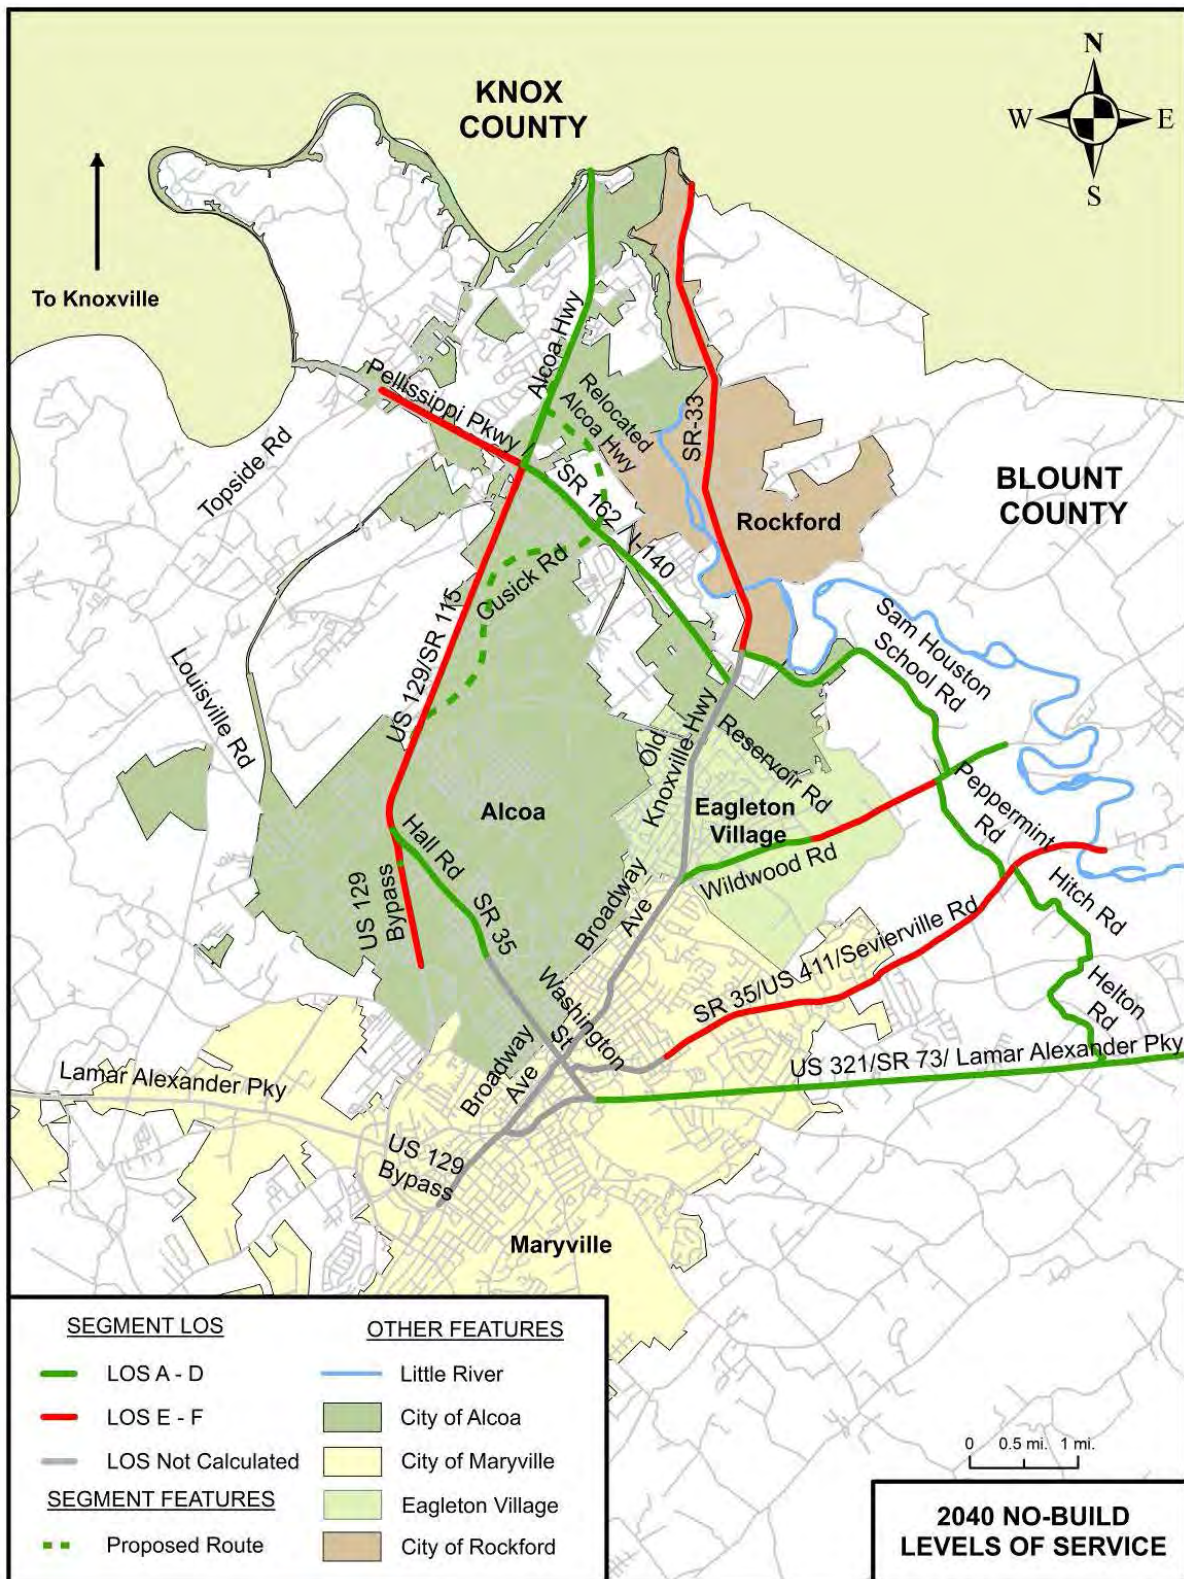 KNOX
COUNTY
N
W
E
S
To Knoxville
Alcoa Hwy
Pellissippi Pkwy
Relocated
Alcoa Hwy
SR-33
Topside Rd
SR 162 / I-140
BLOUNT
COUNTY
Rockford
Cusick Rd
US 129/SR 115
Sam Houston
School Rd
Louisville Rd
Old
Knoxville Hwy
Reservoir Rd
Peppermint
Rd
Alcoa
Eagleton
Village
Hall Rd
Wildwood Rd
US 129
Bypass
SR 35
Broadway
Ave
Hitch Rd
SR 35/US 411/Sevierville Rd
Washington
St
Helton
Rd
Broadway
Ave
US 321/SR 73/ Lamar Alexander Pky
Lamar Alexander Pky
US 129
Bypass
Maryville
SEGMENT LOS
LOS A - D
LOS E - F
LOS Not Calculated
SEGMENT FEATURES
Proposed Route
OTHER FEATURES
Little River
City of Alcoa
City of Maryville
Eagleton Village
City of Rockford
0 0.5 mi. 1 mi.
2040 NO-BUILD
LEVELS OF SERVICE